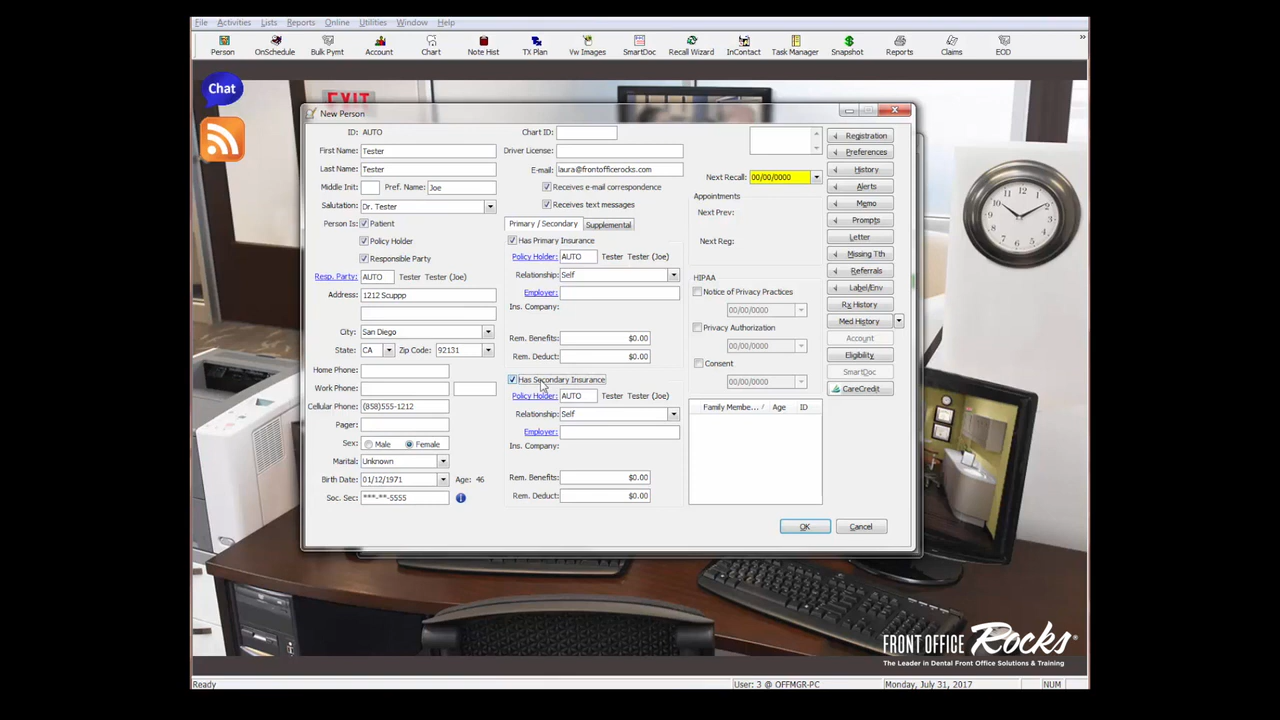 File Activities Lists Reports Online Utilities Window Help
Person OnSchedule Bulk Pymt Account Chart Note Hist TX Plan Vw Images SmartDoc Recall Wizard InContact Task Manager Snapshot Reports Claims EOD
Chat
EXIT
New Person
ID: AUTO
First Name: Tester
Last Name: Tester
Middle Init: Pref. Name: Joe
Salutation: Dr. Tester
Person Is: Patient
Policy Holder
Responsible Party
Resp. Party: AUTO Tester Tester (Joe)
Address: 1212 Scuppp
City: San Diego
State: CA Zip Code: 92131
Home Phone:
Work Phone:
Cellular Phone: (858)555-1212
Pager:
Sex: Male Female
Marital: Unknown
Birth Date: 01/12/1971 Age: 46
Soc. Sec: ***-**-5555
Chart ID:
Driver License:
E-mail: laura@frontofficerocks.com
Receives e-mail correspondence
Receives text messages
Primary / Secondary Supplemental
Has Primary Insurance
Policy Holder: AUTO Tester Tester (Joe)
Relationship: Self
Employer:
Ins. Company:
Rem. Benefits: $0.00
Rem. Deduct: $0.00
Has Secondary Insurance
Policy Holder: AUTO Tester Tester (Joe)
Relationship: Self
Employer:
Ins. Company:
Rem. Benefits: $0.00
Rem. Deduct: $0.00
Next Recall: 00/00/0000
Appointments
Next Prev:
Next Reg:
HIPAA
Notice of Privacy Practices
00/00/0000
Privacy Authorization
00/00/0000
Consent
00/00/0000
Family Membe... / Age ID
Registration
Preferences
History
Alerts
Memo
Prompts
Letter
Missing Tth
Referrals
Label/Env
Rx History
Med History
Account
Eligibility
SmartDoc
CareCredit
OK Cancel
FRONT OFFICE Rocks®
The Leader in Dental Front Office Solutions & Training
Ready User: 3 @ OFFMGR-PC Monday, July 31, 2017 NUM